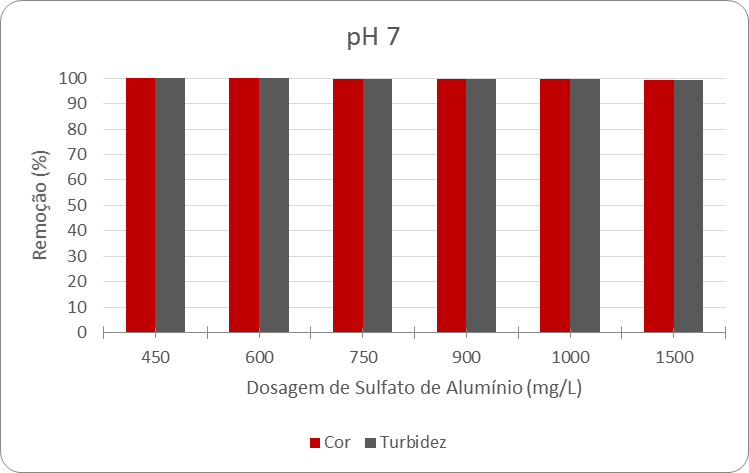 pH 7
Remoção (%)
100
90
80
70
60
50
40
30
20
10
0
450 600 750 900 1000 1500
Dosagem de Sulfato de Alumínio (mg/L)
Cor Turbidez